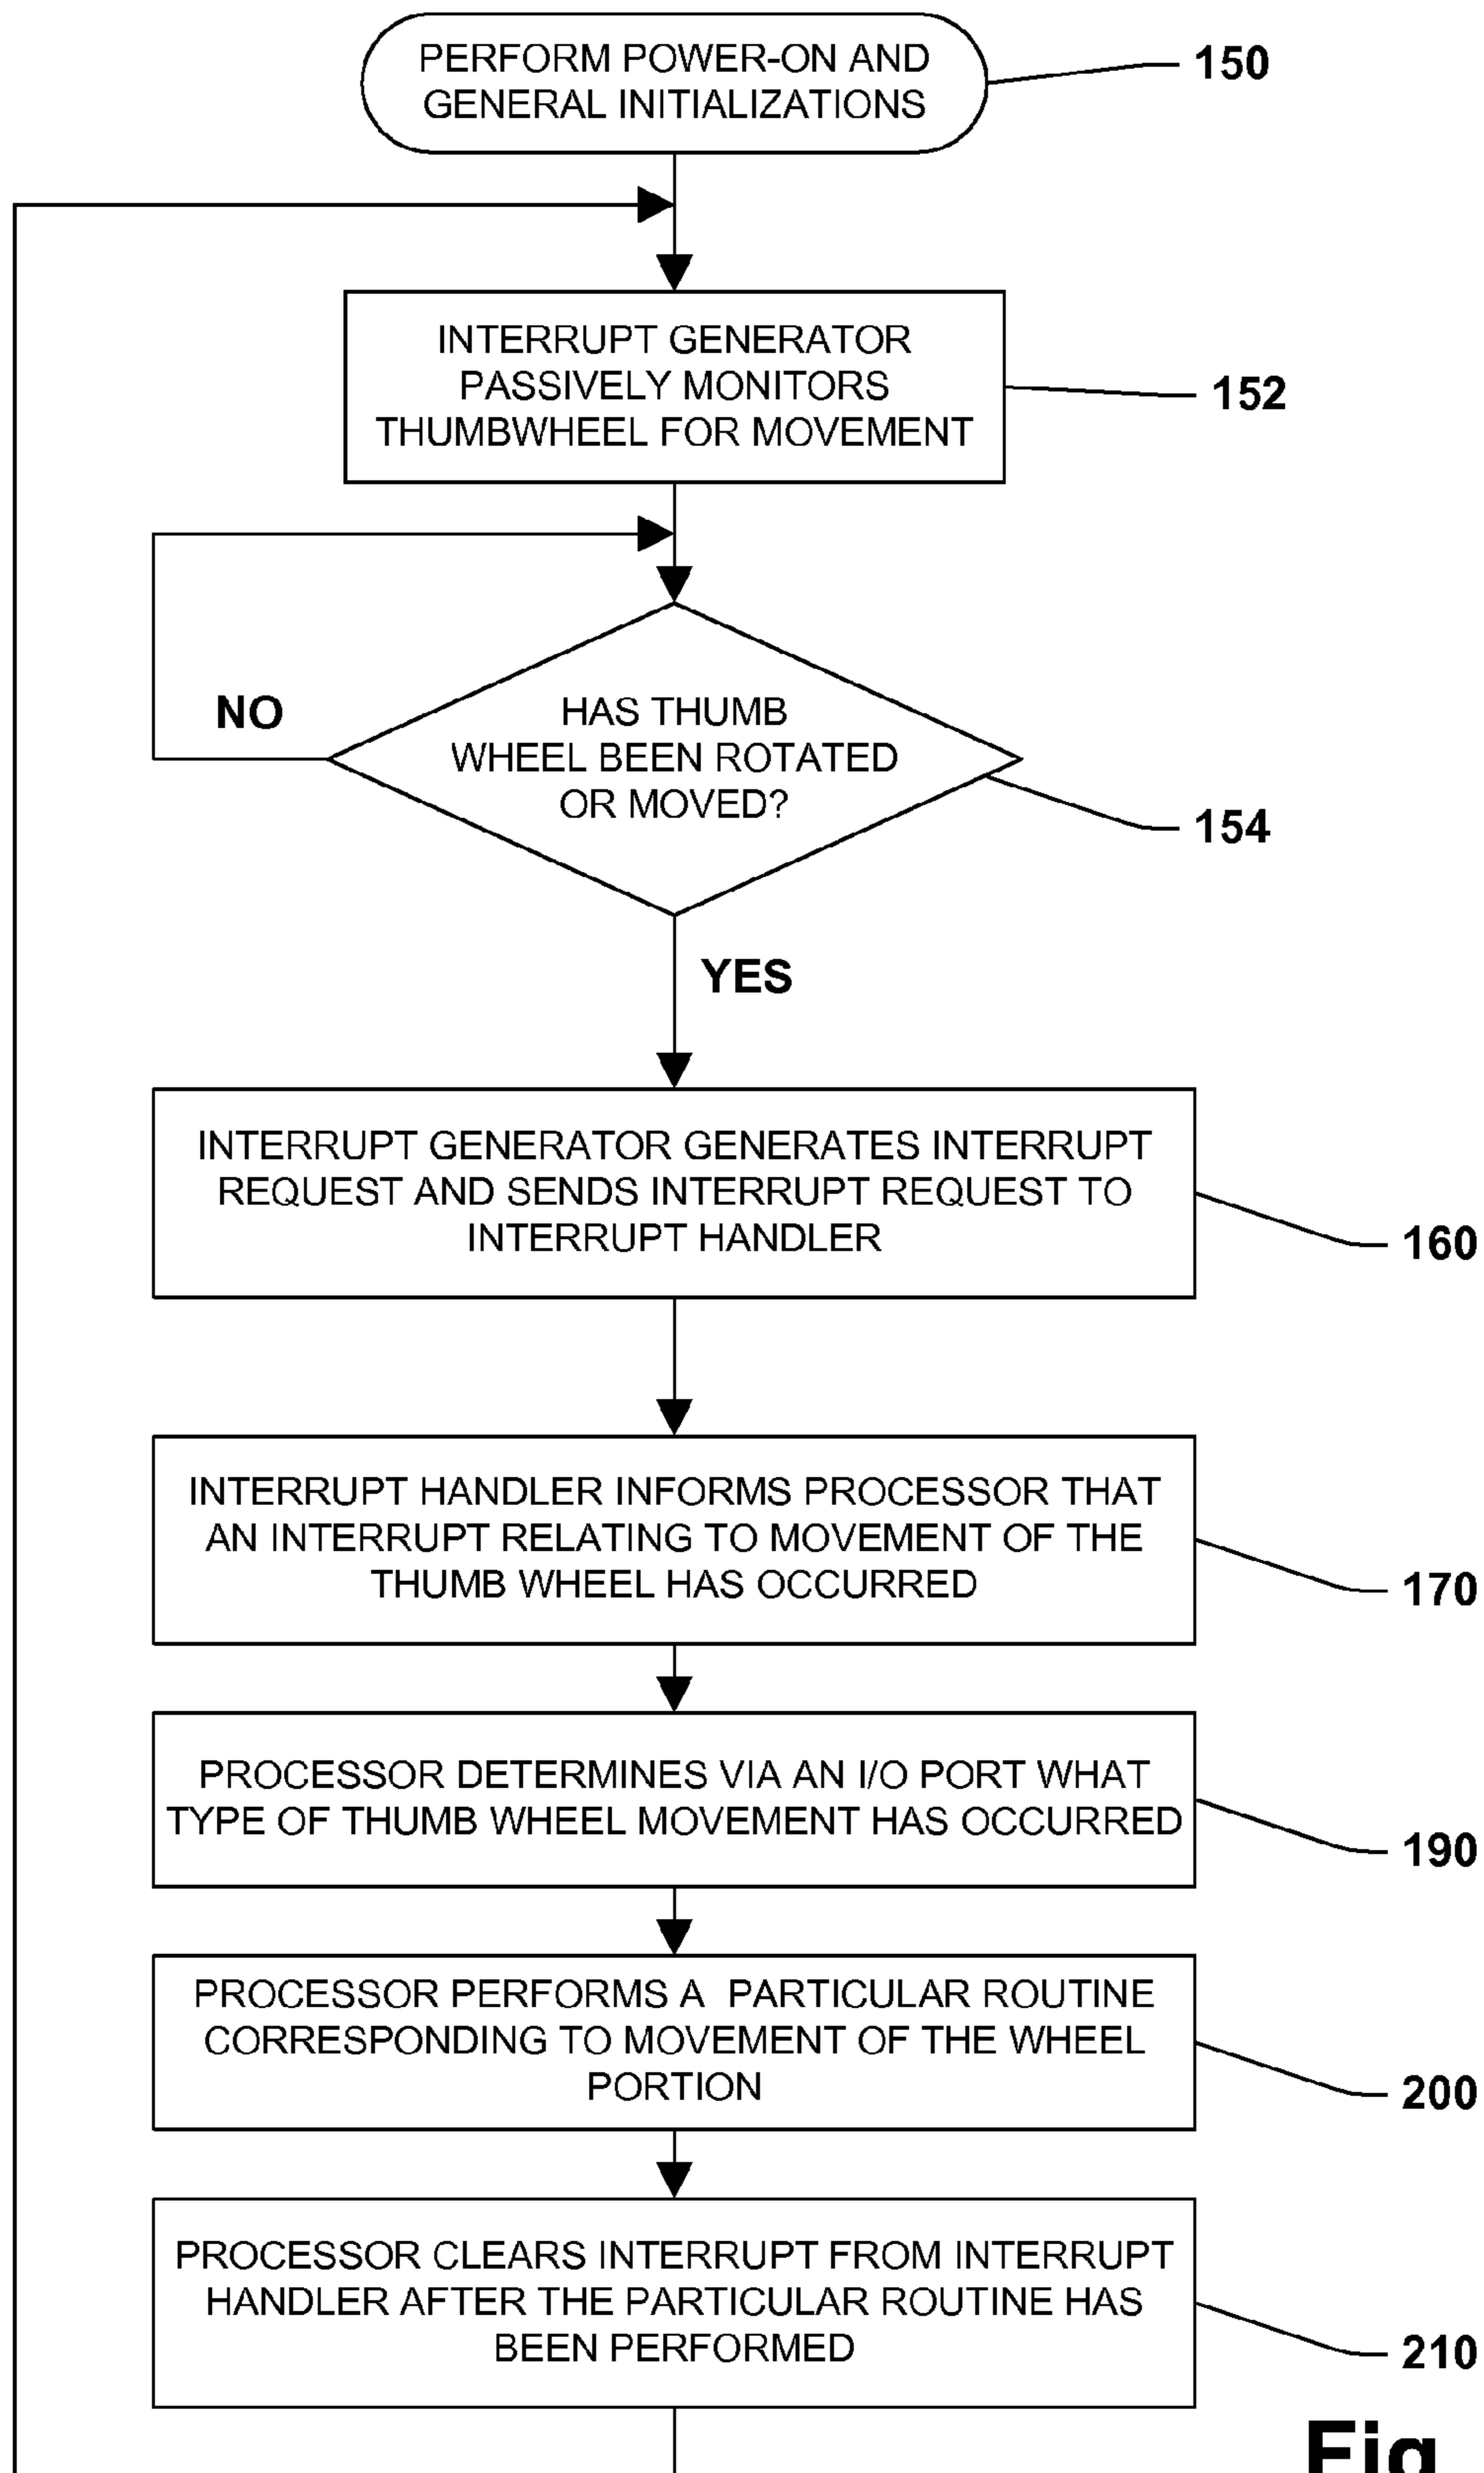 PERFORM POWER-ON AND
GENERAL INITIALIZATIONS
150
INTERRUPT GENERATOR
PASSIVELY MONITORS
THUMBWHEEL FOR MOVEMENT
152
HAS THUMB
WHEEL BEEN ROTATED
OR MOVED?
NO
154
YES
INTERRUPT GENERATOR GENERATES INTERRUPT
REQUEST AND SENDS INTERRUPT REQUEST TO
INTERRUPT HANDLER
160
INTERRUPT HANDLER INFORMS PROCESSOR THAT
AN INTERRUPT RELATING TO MOVEMENT OF THE
THUMB WHEEL HAS OCCURRED
170
PROCESSOR DETERMINES VIA AN I/O PORT WHAT
TYPE OF THUMB WHEEL MOVEMENT HAS OCCURRED
190
PROCESSOR PERFORMS A PARTICULAR ROUTINE
CORRESPONDING TO MOVEMENT OF THE WHEEL
PORTION
200
PROCESSOR CLEARS INTERRUPT FROM INTERRUPT
HANDLER AFTER THE PARTICULAR ROUTINE HAS
BEEN PERFORMED
210
Fig